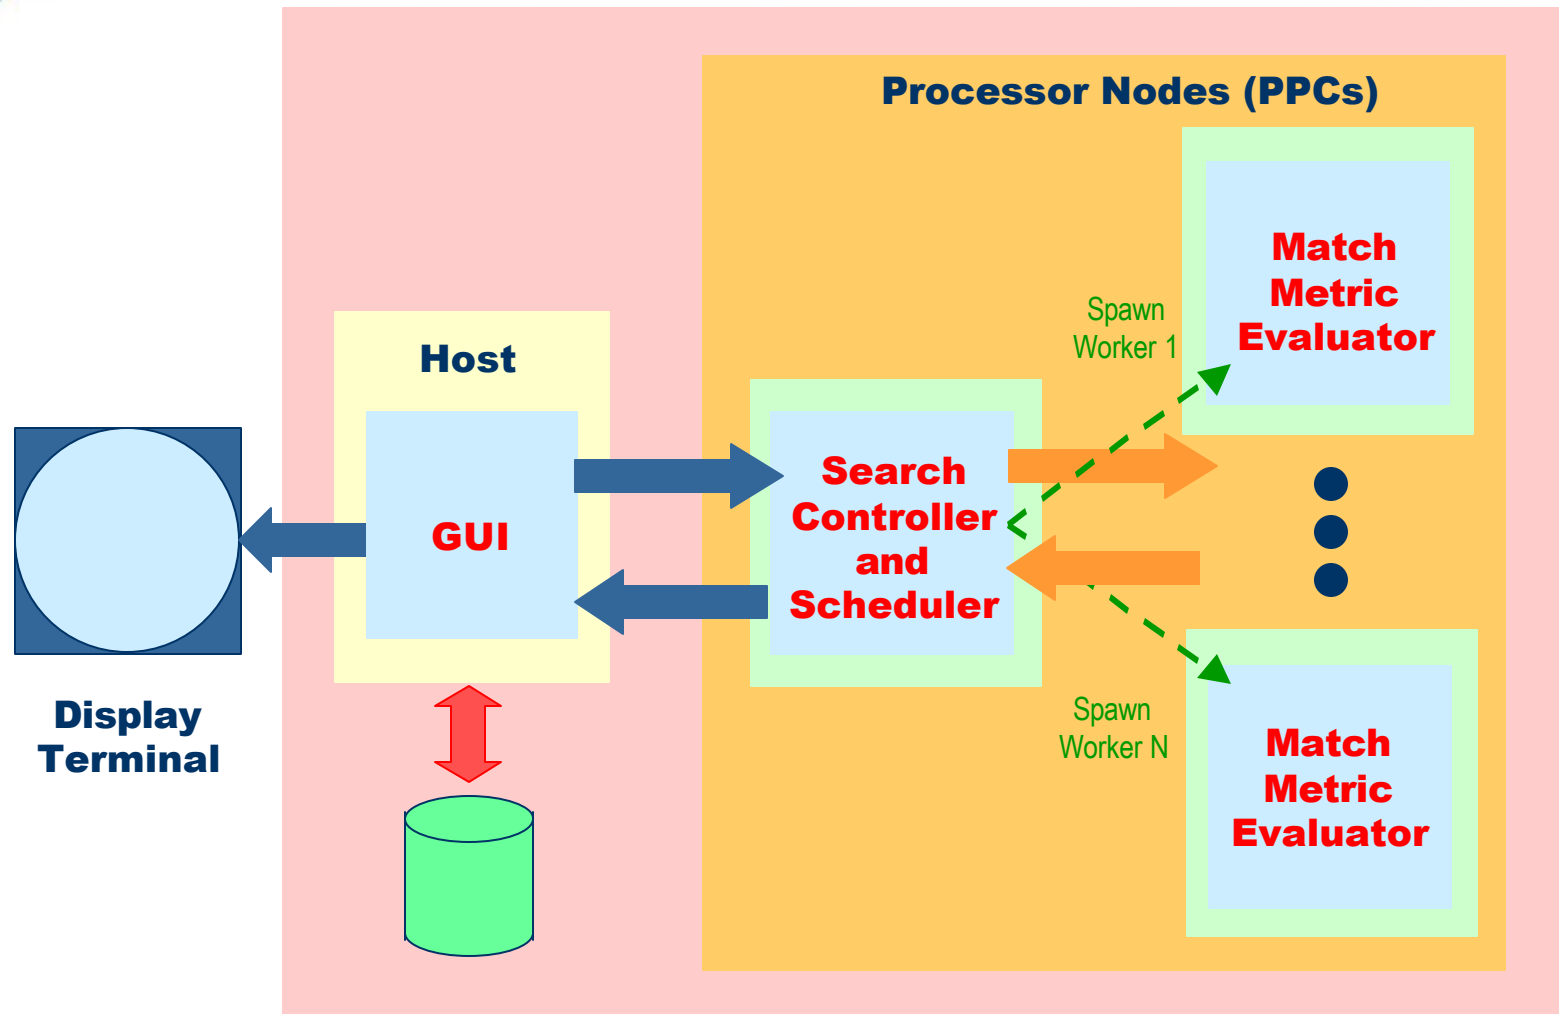 Processor Nodes (PPCs)
Match
Metric
Evaluator
Spawn
Worker 1
Host
GUI
Search
Controller
and
Scheduler
Display
Terminal
Spawn
Worker N
Match
Metric
Evaluator